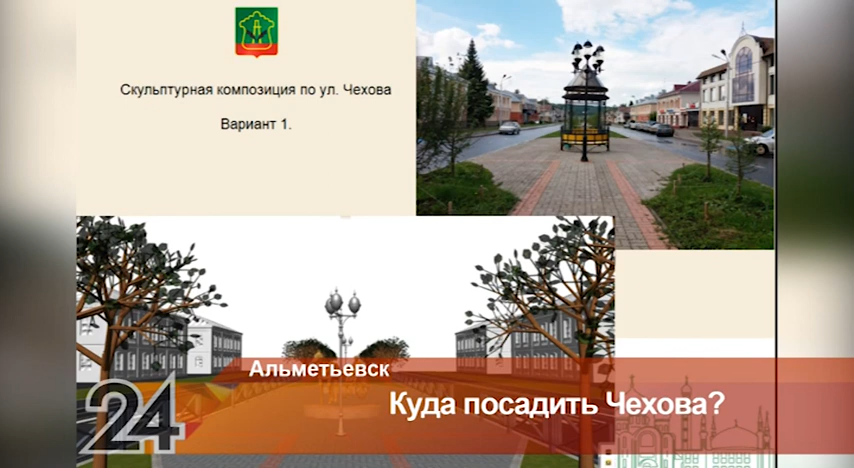 Скульптурная композиция по ул. Чехова
Вариант 1.
Альметьевск
24
Куда посадить Чехова?